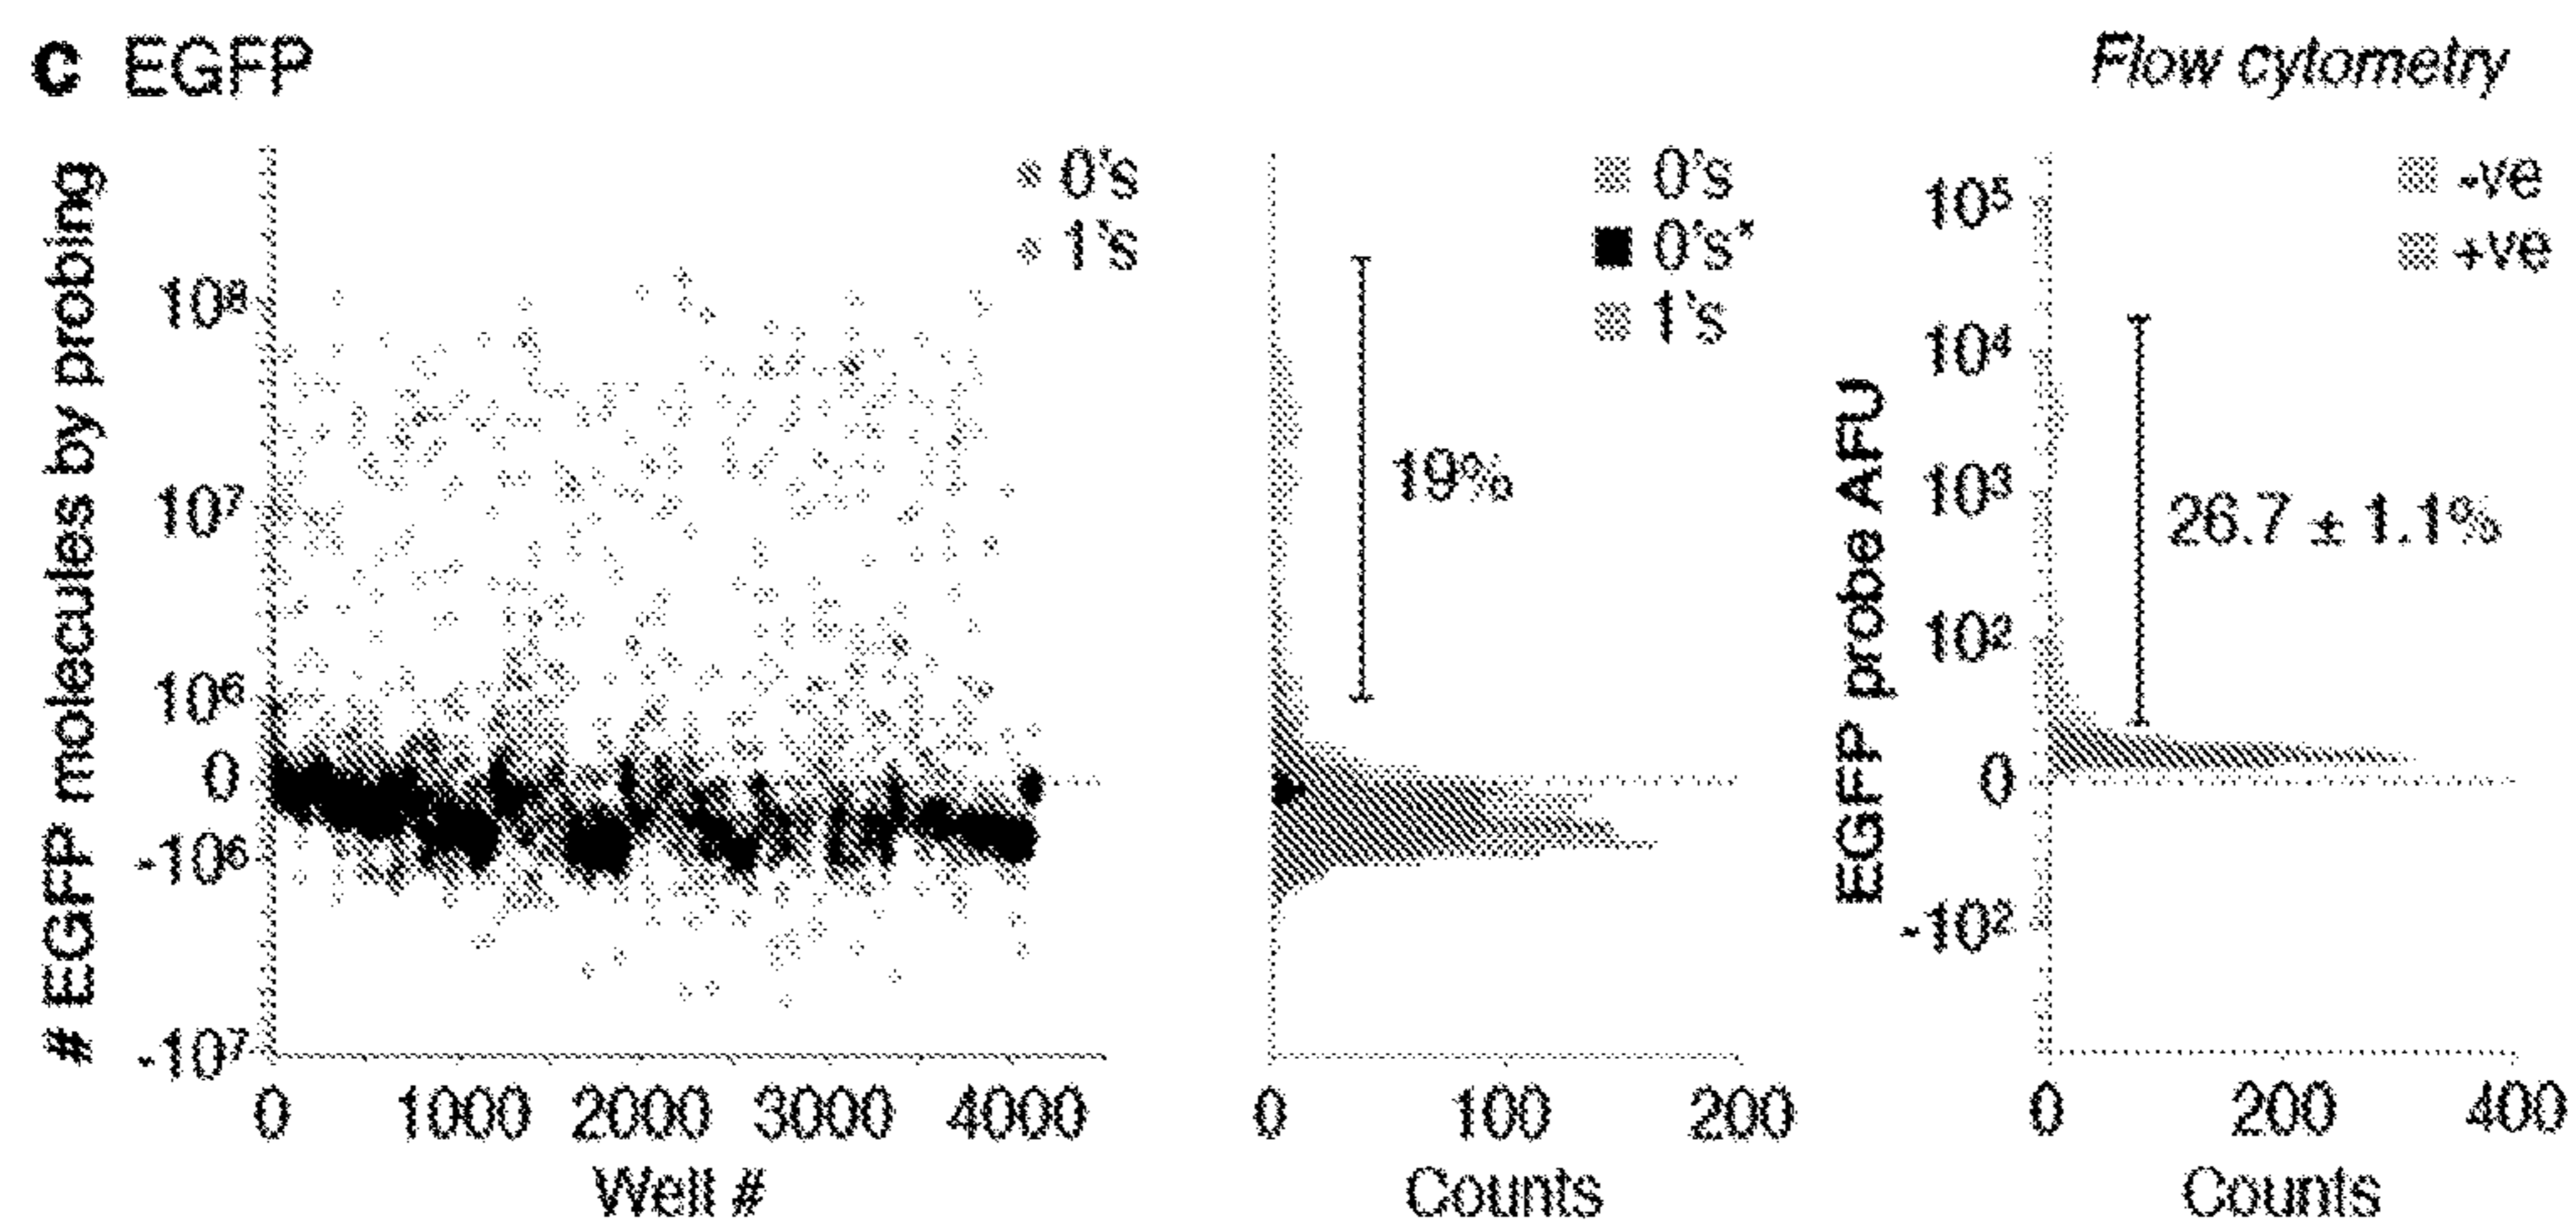 c EGFP
Flow cytometry
# EGFP molecules by probing
10⁸
10⁷
10⁶
0
-10⁶
-10⁷
0's
1's
0 1000 2000 3000 4000
Well #
0's
0's*
1's
19%
0 100 200
Counts
EGFP probe AFU
10⁵
10⁴
10³
10²
0
-10²
-ve
+ve
26.7 ± 1.1%
0 200 400
Counts